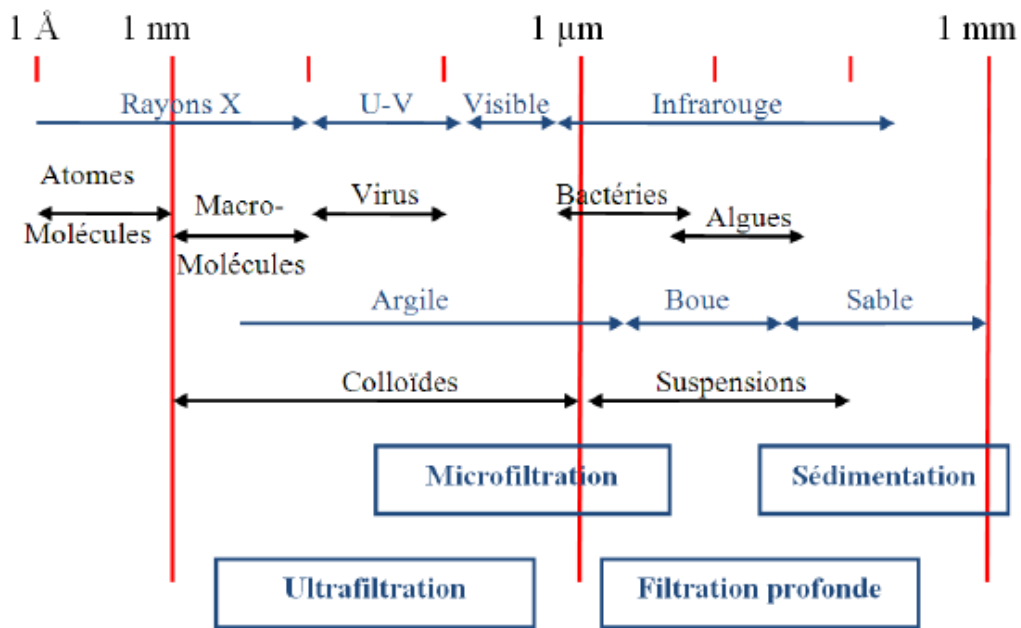 1 Å 1 nm 1 µm 1 mm
Rayons X U-V Visible Infrarouge
Atomes
Molécules
Macro-
Molécules
Virus
Bactéries
Algues
Argile Boue Sable
Colloïdes Suspensions
Microfiltration Sédimentation
Ultrafiltration Filtration profonde